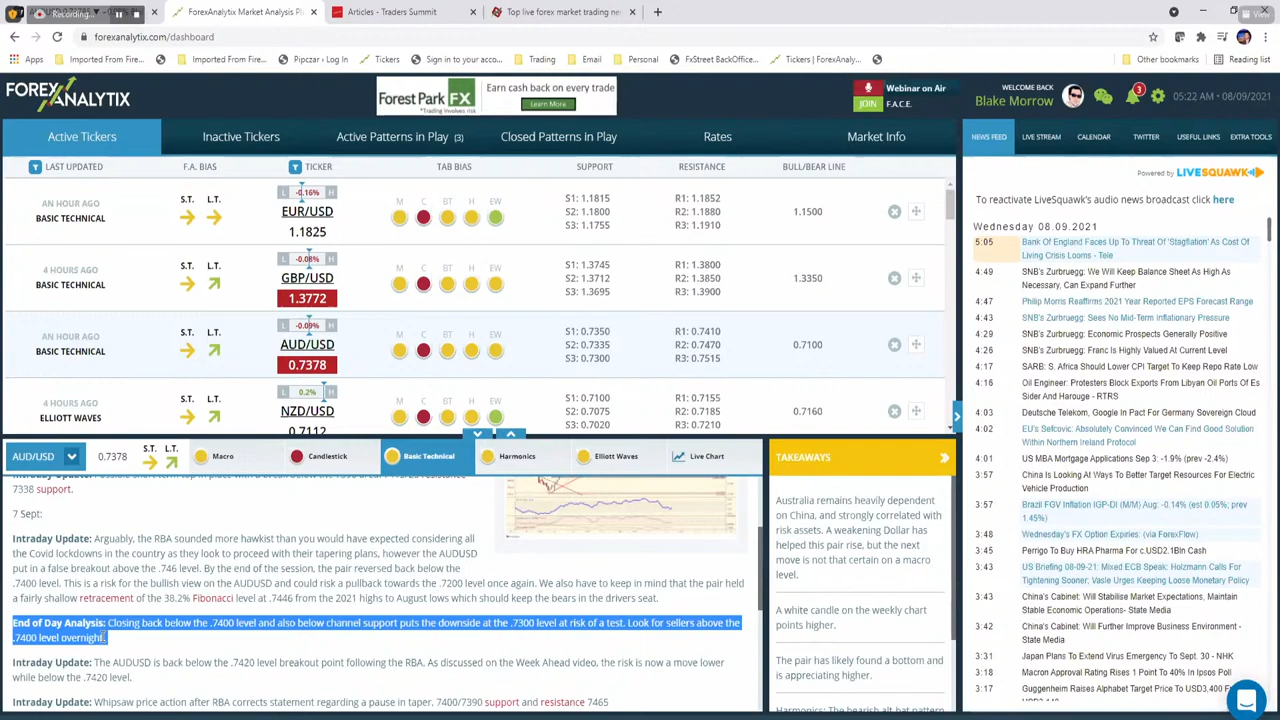 Recording...
ForexAnalytix Market Analysis Pl
Articles - Traders Summit
Top live forex market trading ne
View
forexanalytix.com/dashboard
Apps
Imported From Fire...
Imported From Fire...
Pipczar › Log In
Tickers
Sign in to your acco...
Trading
Email
Personal
FxStreet BackOffice...
Tickers | ForexAnaly...
Other bookmarks
Reading list
FOREX ANALYTIX
ForestParkFX
*Trading involves risk.
Earn cash back on every trade
Learn More
Webinar on Air
JOIN
F.A.C.E.
WELCOME BACK
Blake Morrow
3
05:22 AM - 08/09/2021
Active Tickers
Inactive Tickers
Active Patterns in Play (3)
Closed Patterns in Play
Rates
Market Info
LAST UPDATED
F.A. BIAS
TICKER
TAB BIAS
SUPPORT
RESISTANCE
BULL/BEAR LINE
AN HOUR AGO
BASIC TECHNICAL
S.T. L.T.
L -0.16% H
EUR/USD
1.1825
M C BT H EW
S1: 1.1815
S2: 1.1800
S3: 1.1755
R1: 1.1852
R2: 1.1880
R3: 1.1910
1.1500
4 HOURS AGO
BASIC TECHNICAL
S.T. L.T.
L -0.08% H
GBP/USD
1.3772
M C BT H EW
S1: 1.3745
S2: 1.3712
S3: 1.3695
R1: 1.3800
R2: 1.3850
R3: 1.3900
1.3350
AN HOUR AGO
BASIC TECHNICAL
S.T. L.T.
L -0.09% H
AUD/USD
0.7378
M C BT H EW
S1: 0.7350
S2: 0.7335
S3: 0.7300
R1: 0.7410
R2: 0.7470
R3: 0.7515
0.7100
4 HOURS AGO
ELLIOTT WAVES
S.T. L.T.
L 0.2% H
NZD/USD
0.7112
M C BT H EW
S1: 0.7100
S2: 0.7075
S3: 0.7020
R1: 0.7155
R2: 0.7185
R3: 0.7210
0.7160
AUD/USD
0.7378
S.T. L.T.
Macro
Candlestick
Basic Technical
Harmonics
Elliott Waves
Live Chart
7338 support.
7 Sept:
Intraday Update: Arguably, the RBA sounded more hawkist than you would have expected considering all
the Covid lockdowns in the country as they look to proceed with their tapering plans, however the AUDUSD
put in a false breakout above the .746 level. By the end of the session, the pair reversed back below the
.7400 level. This is a risk for the bullish view on the AUDUSD and could risk a pullback towards the .7200 level once again. We also have to keep in mind that the pair held
a fairly shallow retracement of the 38.2% Fibonacci level at .7446 from the 2021 highs to August lows which should keep the bears in the drivers seat.
End of Day Analysis: Closing back below the .7400 level and also below channel support puts the downside at the .7300 level at risk of a test. Look for sellers above the
.7400 level overnight.
Intraday Update: The AUDUSD is back below the .7420 level breakout point following the RBA. As discussed on the Week Ahead video, the risk is now a move lower
while below the .7420 level.
Intraday Update: Whipsaw price action after RBA corrects statement regarding a pause in taper. 7400/7390 support and resistance 7465
TAKEAWAYS
Australia remains heavily dependent
on China, and strongly correlated with
risk assets. A weakening Dollar has
helped this pair rise, but the next
move is not that certain on a macro
level.
A white candle on the weekly chart
points higher.
The pair has likely found a bottom and
is appreciating higher.
Harmonics: The bearish alt bat pattern
NEWS FEED
LIVE STREAM
CALENDAR
TWITTER
USEFUL LINKS
EXTRA TOOLS
Powered by LIVESQUAWK
To reactivate LiveSquawk's audio news broadcast click here
Wednesday 08.09.2021
5:05 Bank Of England Faces Up To Threat Of 'Stagflation' As Cost Of
Living Crisis Looms - Tele
4:49 SNB's Zurbruegg: We Will Keep Balance Sheet As High As
Necessary, Can Expand Further
4:47 Philip Morris Reaffirms 2021 Year Reported EPS Forecast Range
4:43 SNB's Zurbruegg: Sees No Mid-Term Inflationary Pressure
4:29 SNB's Zurbruegg: Economic Prospects Generally Positive
4:26 SNB's Zurbruegg: Franc Is Highly Valued At Current Level
4:17 SARB: S. Africa Should Lower CPI Target To Keep Repo Rate Low
4:16 Oil Engineer: Protesters Block Exports From Libyan Oil Ports Of Es
Sider And Harouge - RTRS
4:03 Deutsche Telekom, Google In Pact For Germany Sovereign Cloud
4:02 EU's Sefcovic: Absolutely Convinced We Can Find Good Solution
Within Northern Ireland Protocol
4:01 US MBA Mortgage Applications Sep 3: -1.9% (prev -2.4%)
3:57 China Is Looking At Ways To Better Target Resources For Electric
Vehicle Production
3:57 Brazil FGV Inflation IGP-DI (M/M) Aug: -0.14% (est 0.05%; prev
1.45%)
3:48 Wednesday's FX Option Expiries: (via ForexFlow)
3:45 Perrigo To Buy HRA Pharma For c.USD2.1Bln Cash
3:43 US Briefing 08-09-21: Mixed ECB Speak: Holzmann Calls For
Tightening Sooner; Vasle Urges Keeping Loose Monetary Policy
3:43 China's Cabinet: Will Stabilise Market Expectations, Maintain
Stable Economic Operations- State Media
3:42 China's Cabinet: Will Further Improve Business Environment -
State Media
3:31 Japan Plans To Extend Virus Emergency To Sept. 30 - NHK
3:18 Macron Approval Rating Rises 1 Point To 40% In Ipsos Poll
3:17 Guggenheim Raises Alphabet Target Price To USD3,400 F